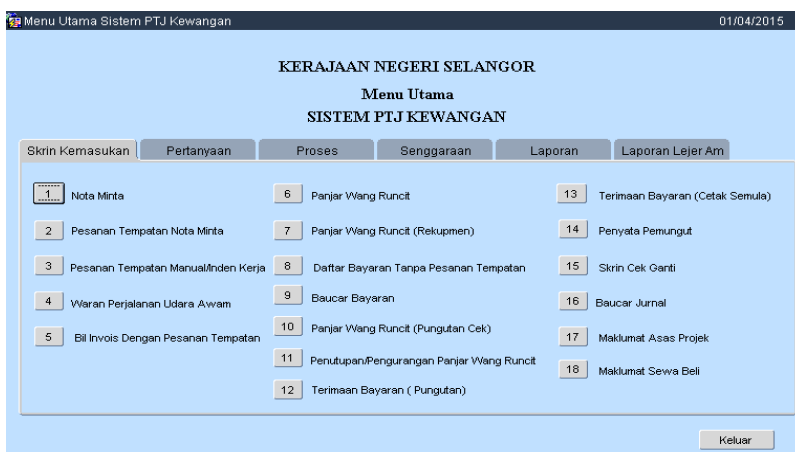 Menu Utama Sistem PTJ Kewangan 01/04/2015
KERAJAAN NEGERI SELANGOR
Menu Utama
SISTEM PTJ KEWANGAN
Skrin Kemasukan Pertanyaan Proses Senggaraan Laporan Laporan Lejer Am
1 Nota Minta
2 Pesanan Tempatan Nota Minta
3 Pesanan Tempatan Manual/Inden Kerja
4 Waran Perjalanan Udara Awam
5 Bil Invois Dengan Pesanan Tempatan
6 Panjar Wang Runcit
7 Panjar Wang Runcit (Rekupmen)
8 Daftar Bayaran Tanpa Pesanan Tempatan
9 Baucar Bayaran
10 Panjar Wang Runcit (Pungutan Cek)
11 Penutupan/Pengurangan Panjar Wang Runcit
12 Terimaan Bayaran ( Pungutan)
13 Terimaan Bayaran (Cetak Semula)
14 Penyata Pemungut
15 Skrin Cek Ganti
16 Baucar Jurnal
17 Maklumat Asas Projek
18 Maklumat Sewa Beli
Keluar